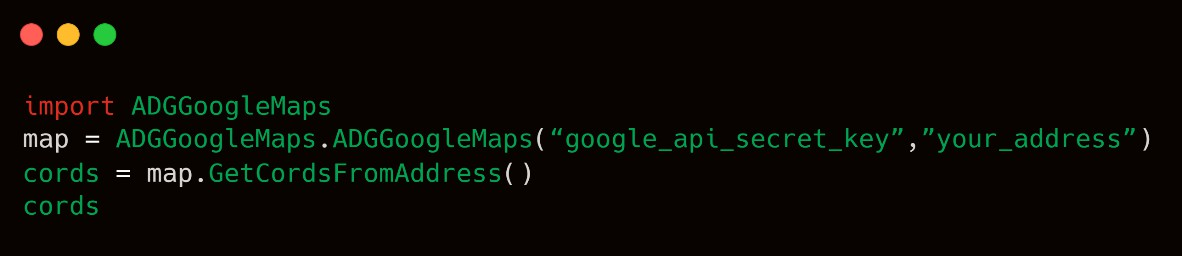 import ADGGoogleMaps
map = ADGGoogleMaps.ADGGoogleMaps(“google_api_secret_key”,”your_address”)
cords = map.GetCordsFromAddress()
cords